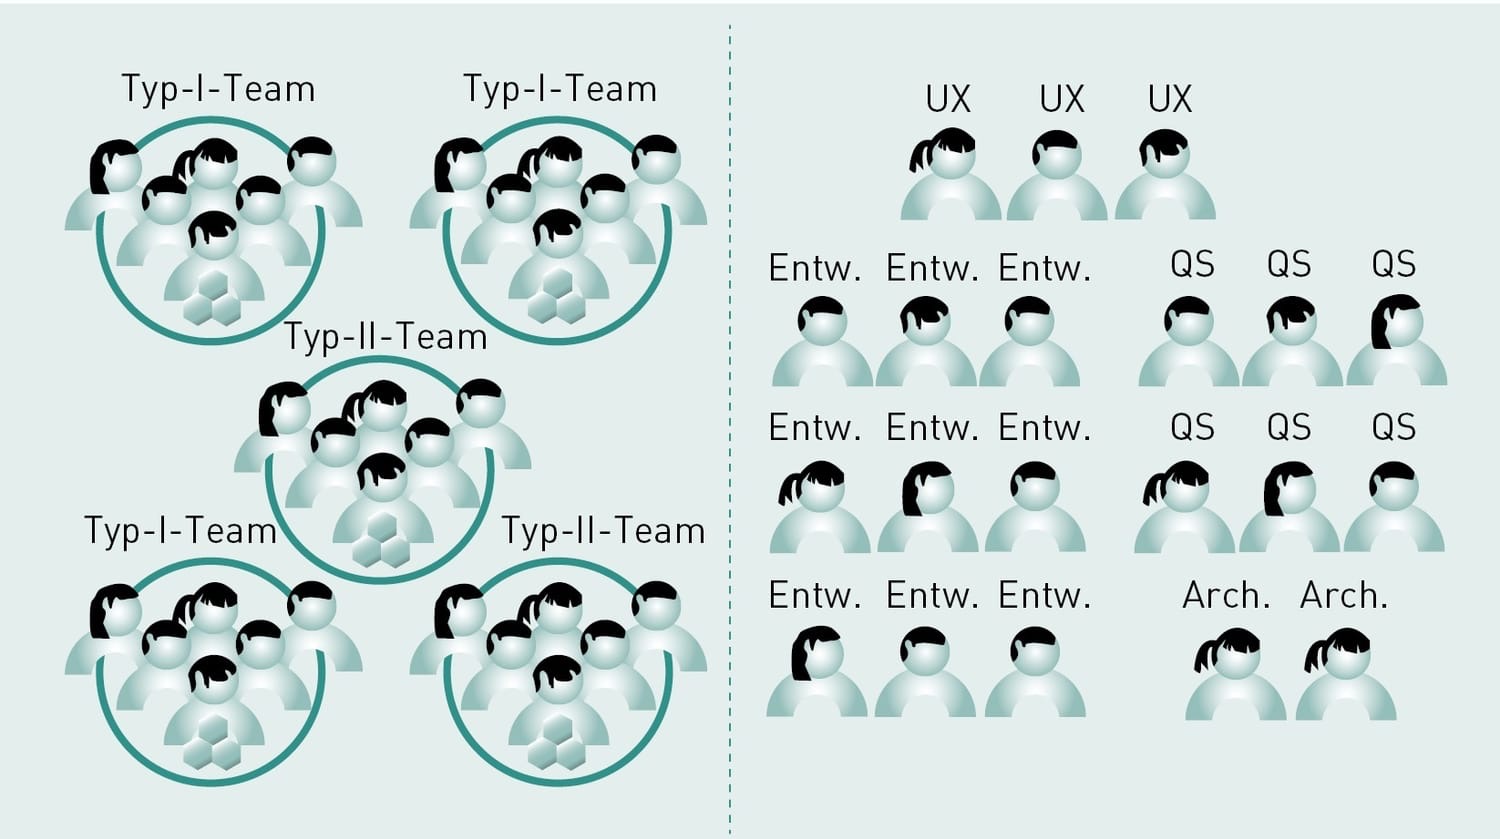 Typ-I-Team
Typ-I-Team
Typ-II-Team
Typ-I-Team
Typ-II-Team
UX UX UX
Entw. Entw. Entw.
QS QS QS
Entw. Entw. Entw.
QS QS QS
Entw. Entw. Entw.
Arch. Arch.